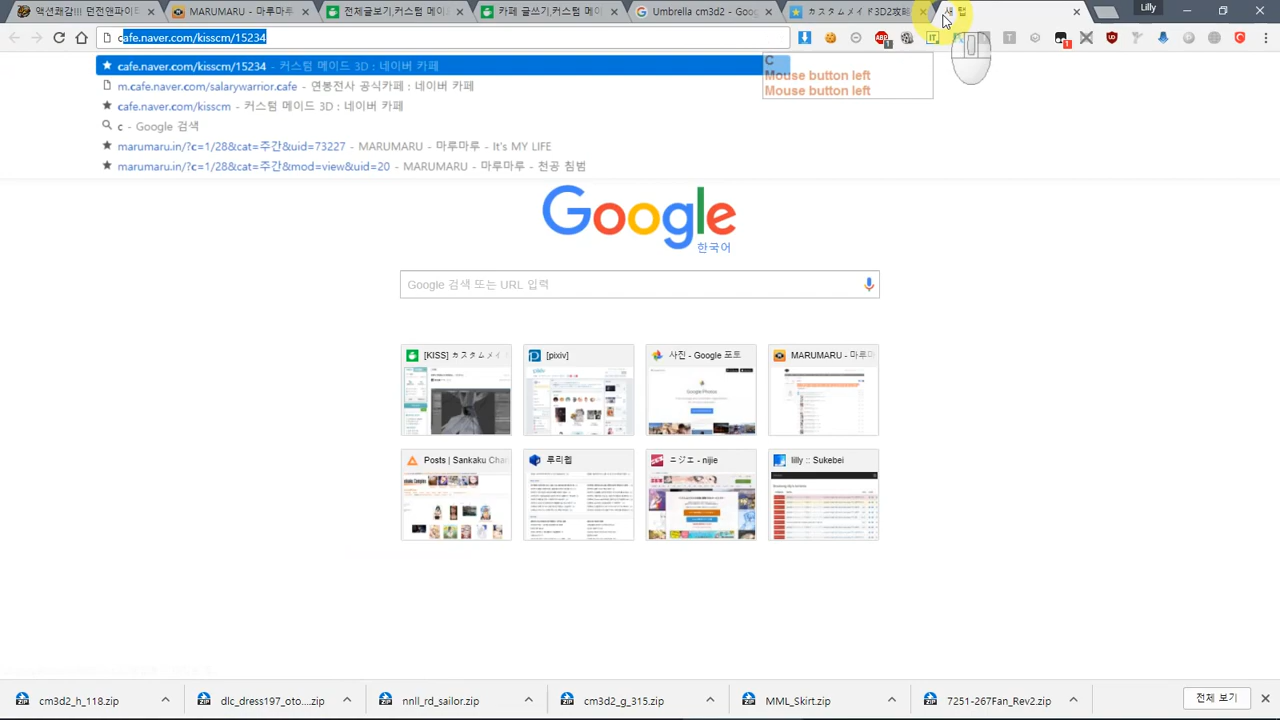 액션쾌감!!! 던전앤파이트
MARUMARU - 마루마루
전체글보기,커스텀 메이
카페 글쓰기,커스텀 메이
Umbrella cm3d2 - Goog
カスタムメイド3D2改造
새 탭
Lilly
cafe.naver.com/kisscm/15234
cafe.naver.com/kisscm/15234 - 커스텀 메이드 3D : 네이버 카페
m.cafe.naver.com/salarywarrior.cafe - 연봉전사 공식카페 : 네이버 카페
cafe.naver.com/kisscm - 커스텀 메이드 3D : 네이버 카페
c - Google 검색
marumaru.in/?c=1/28&cat=주간&uid=73227 - MARUMARU - 마루마루 - It's MY LIFE
marumaru.in/?c=1/28&cat=주간&mod=view&uid=20 - MARUMARU - 마루마루 - 천공 침범
C
Mouse button left
Mouse button left
Google
한국어
Google 검색 또는 URL 입력
[KISS] カスタムメイ
[pixiv]
사진 - Google 포토
MARUMARU - 마루마
Posts | Sankaku Chan
루리웹
ニジエ - nijie
lilly :: Sukebei
cm3d2_h_118.zip
dlc_dress197_oto....zip
nnll_rd_sailor.zip
cm3d2_g_315.zip
MML_Skirt.zip
7251-267Fan_Rev2.zip
전체 보기